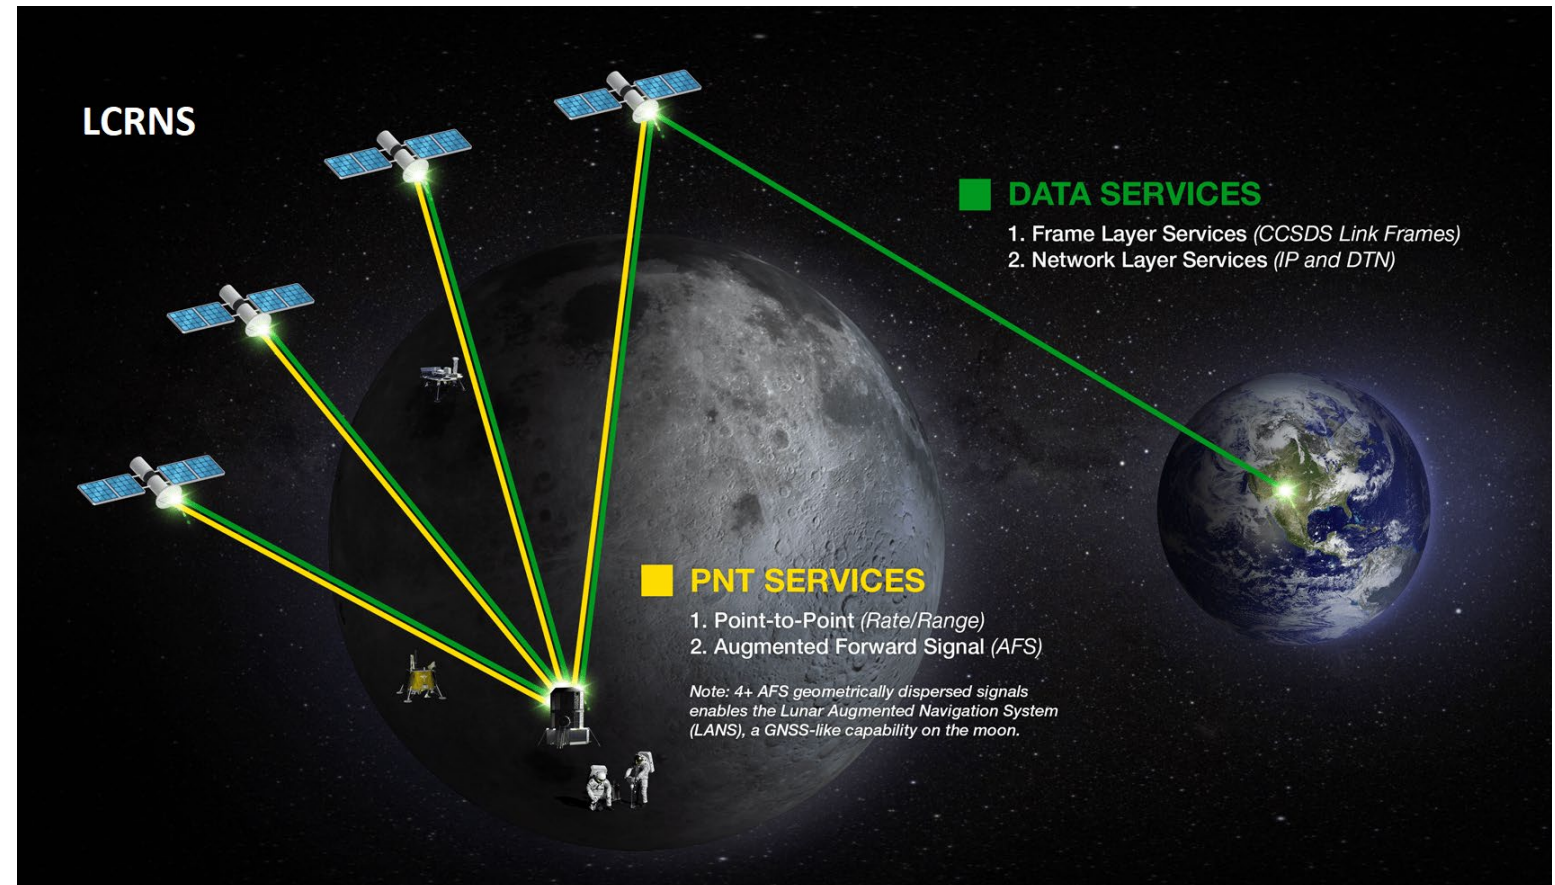 LCRNS
DATA SERVICES
1. Frame Layer Services (CCSDS Link Frames)
2. Network Layer Services (IP and DTN)
PNT SERVICES
1. Point-to-Point (Rate/Range)
2. Augmented Forward Signal (AFS)
Note: 4+ AFS geometrically dispersed signals
enables the Lunar Augmented Navigation System
(LANS), a GNSS-like capability on the moon.